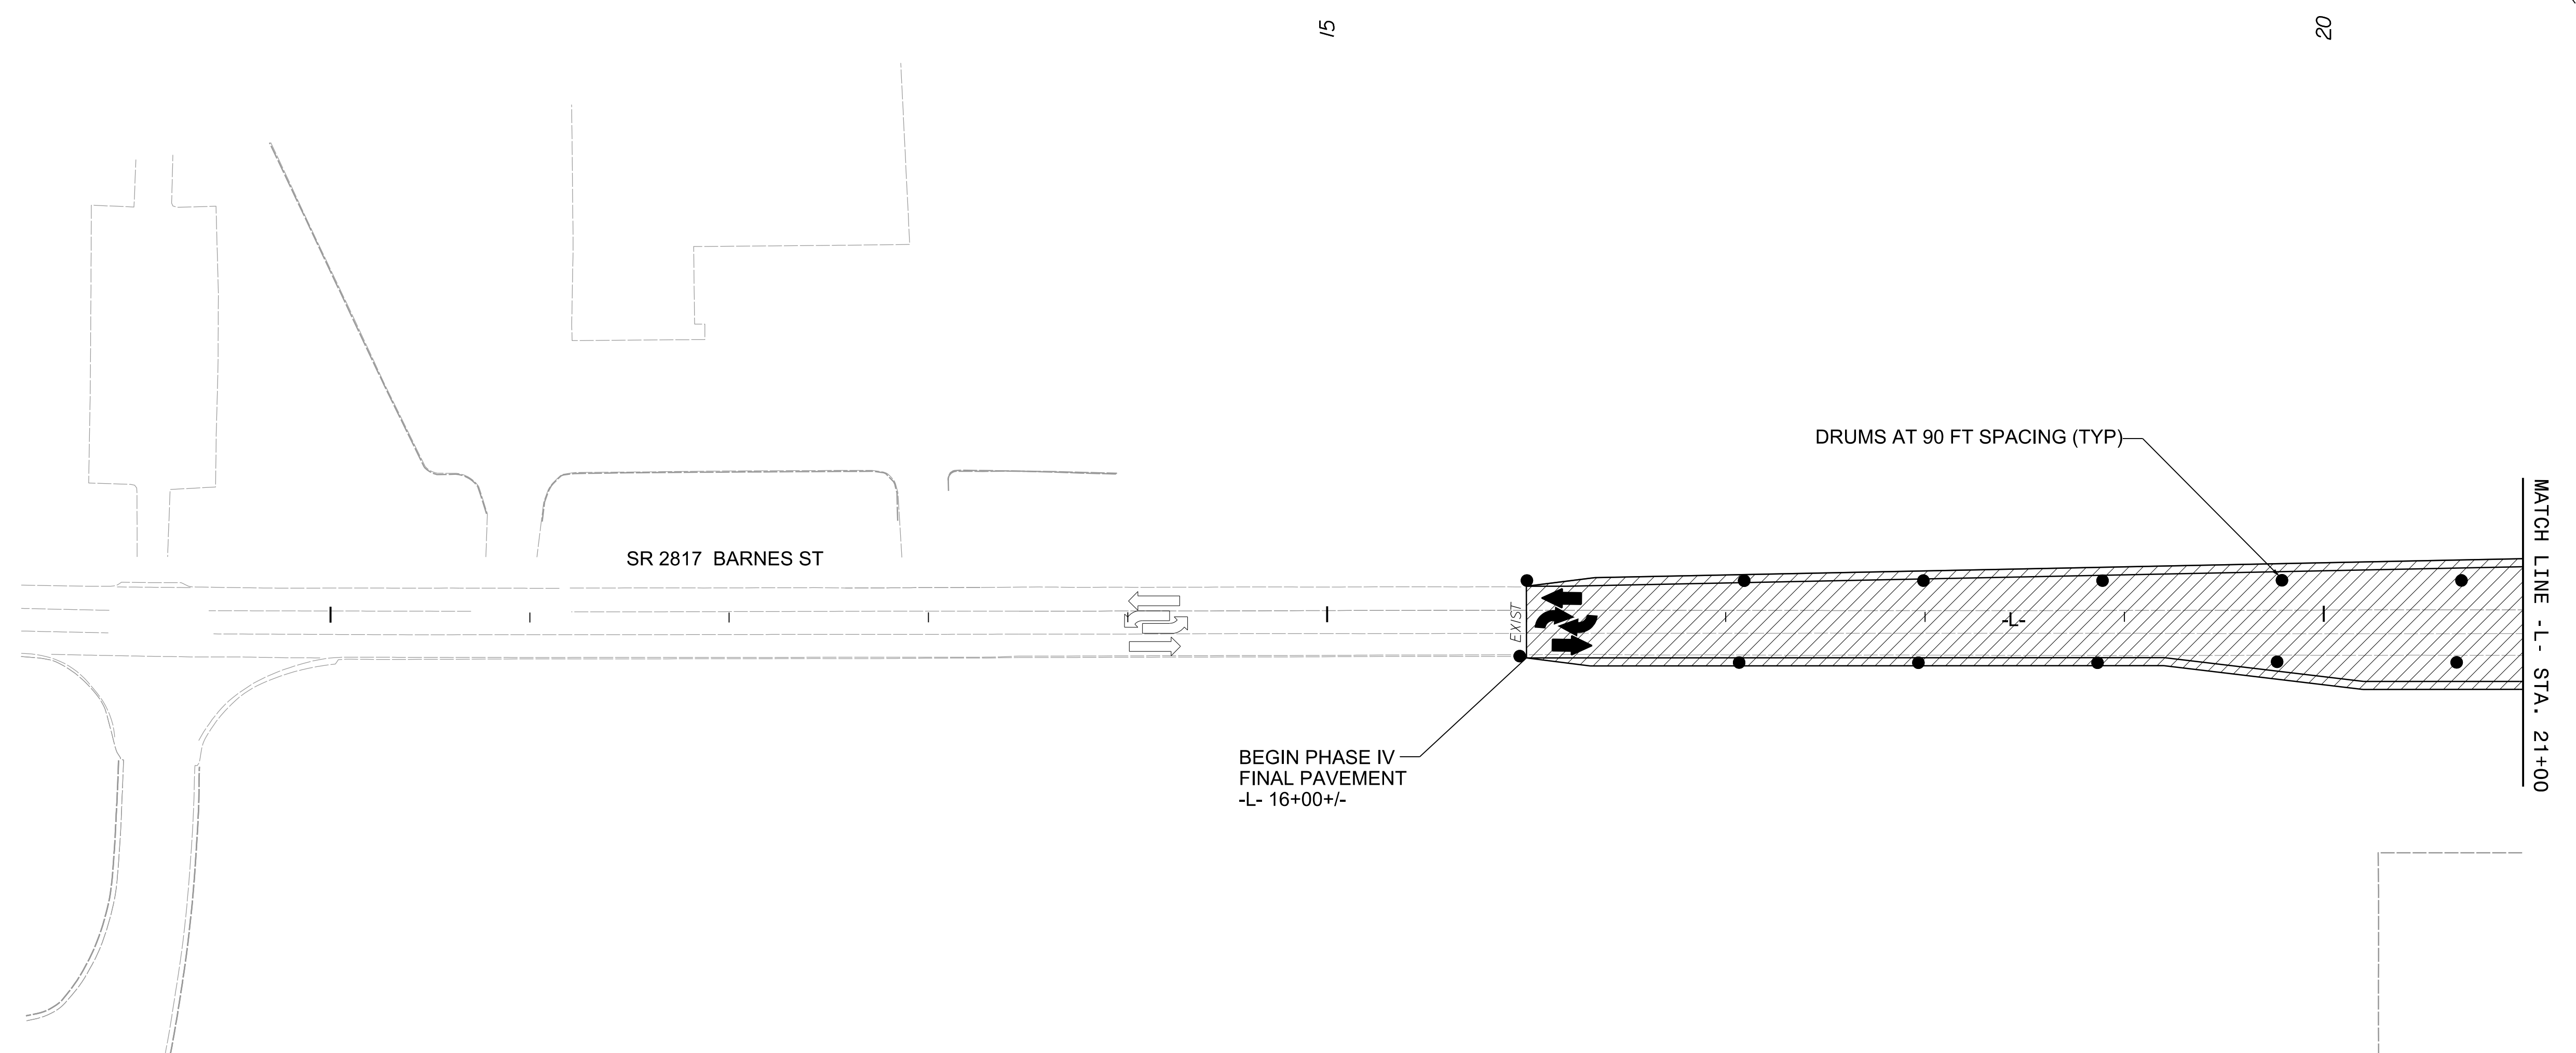 15
20
DRUMS AT 90 FT SPACING (TYP)
SR 2817 BARNES ST
EXIST
-L-
MATCH LINE -L- STA. 21+00
BEGIN PHASE IV
FINAL PAVEMENT
-L- 16+00+/-